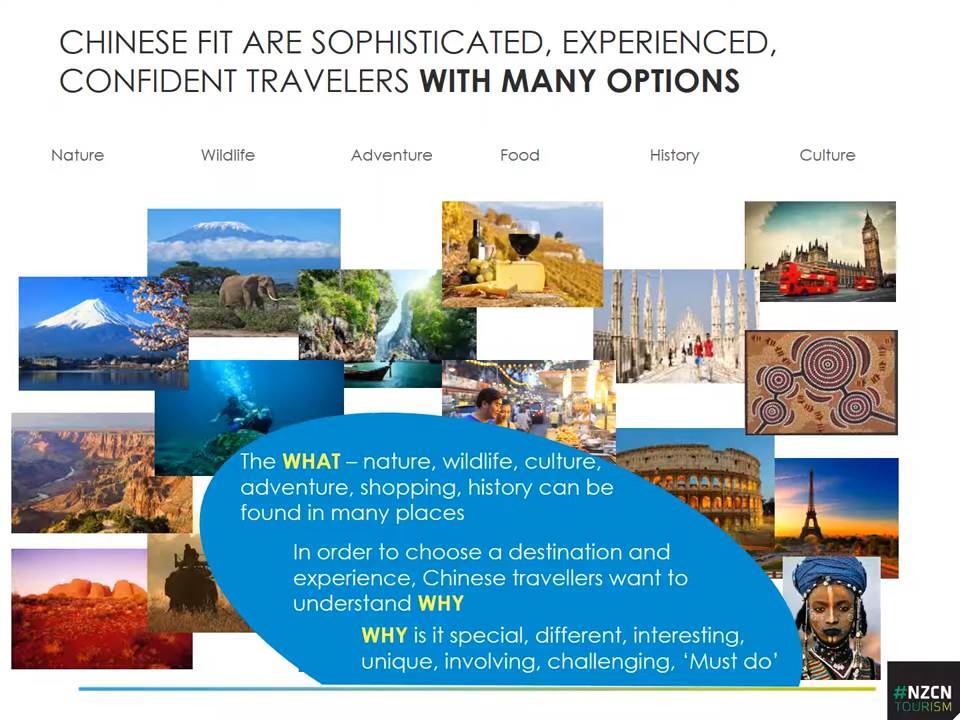 CHINESE FIT ARE SOPHISTICATED, EXPERIENCED,
CONFIDENT TRAVELERS WITH MANY OPTIONS
Nature
Wildlife
Adventure
Food
History
Culture
The WHAT – nature, wildlife, culture,
adventure, shopping, history can be
found in many places
In order to choose a destination and
experience, Chinese travellers want to
understand WHY
WHY is it special, different, interesting,
unique, involving, challenging, ‘Must do’
#NZCN
TOURISM